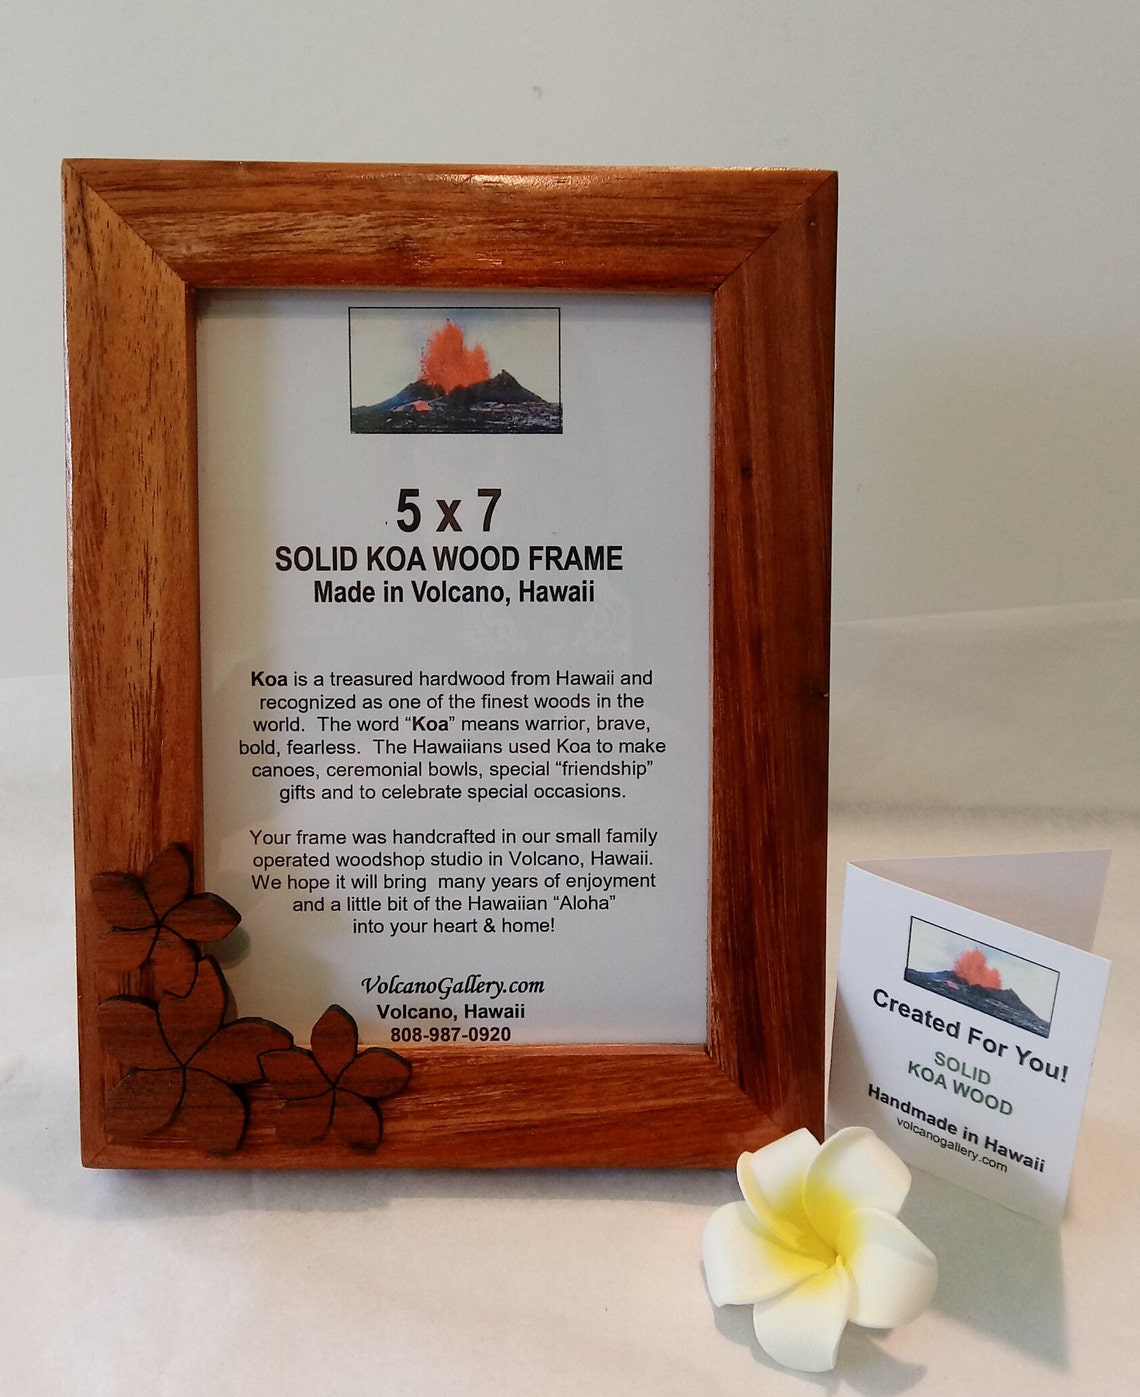 5 x 7
SOLID KOA WOOD FRAME
Made in Volcano, Hawaii
Koa is a treasured hardwood from Hawaii and
recognized as one of the finest woods in the
world.  The word “Koa” means warrior, brave,
bold, fearless.  The Hawaiians used Koa to make
canoes, ceremonial bowls, special “friendship”
gifts and to celebrate special occasions.
Your frame was handcrafted in our small family
operated woodshop studio in Volcano, Hawaii.
We hope it will bring  many years of enjoyment
and a little bit of the Hawaiian “Aloha”
into your heart & home!
VolcanoGallery.com
Volcano, Hawaii
808-987-0920
Created For You!
SOLID
KOA WOOD
Handmade in Hawaii
volcanogallery.com